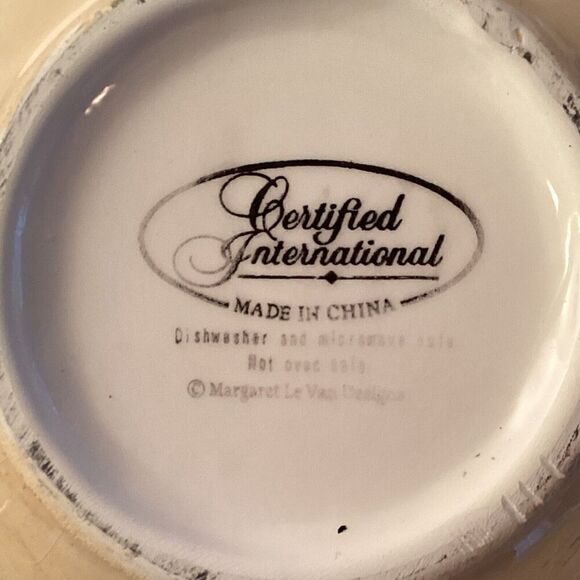 Certified
International
MADE IN CHINA
Dishwasher and microwave safe
Not oven safe
© Margaret Le Van Designs